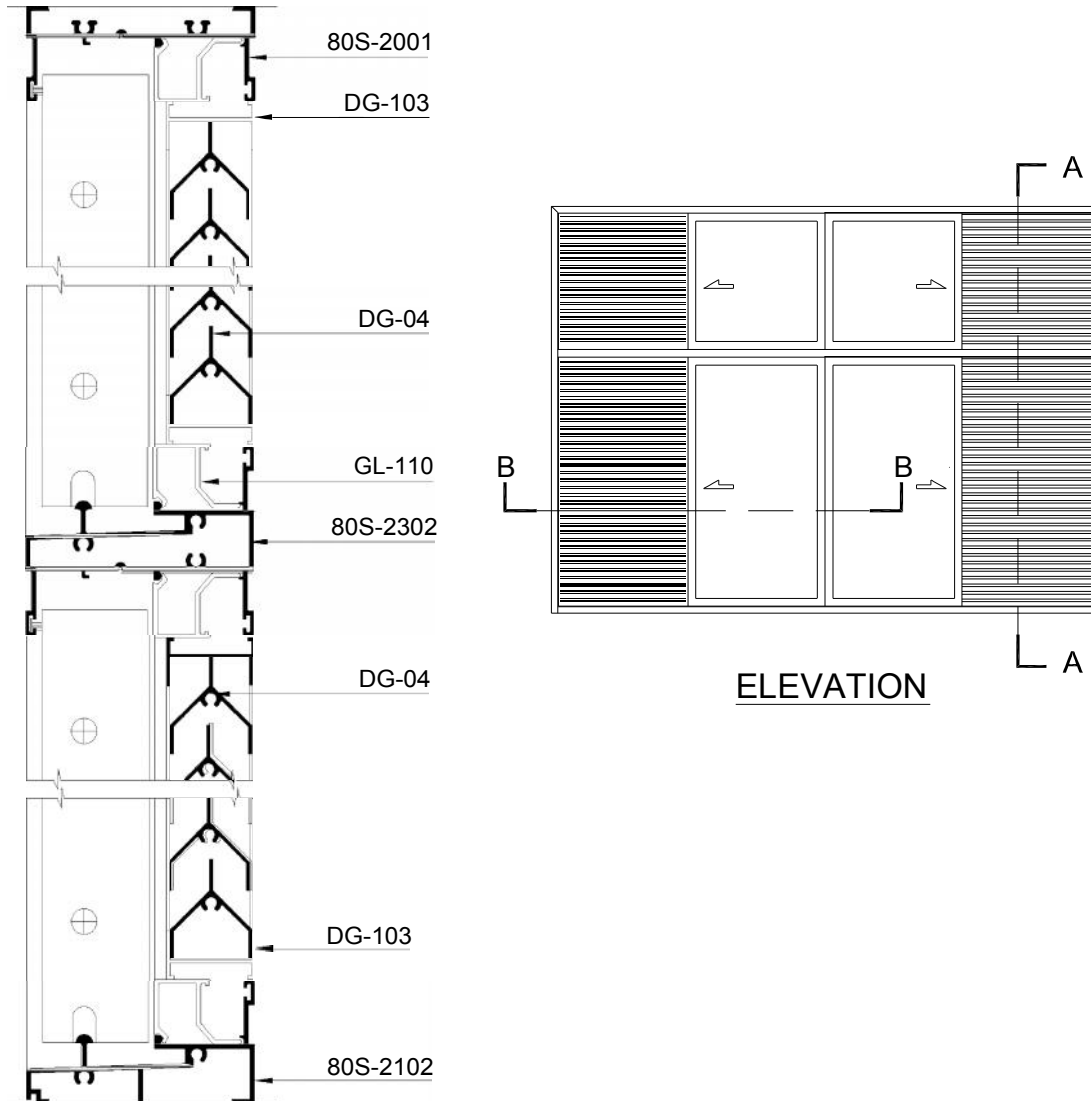 80S-2001
DG-103
DG-04
GL-110
80S-2302
DG-04
DG-103
80S-2102
A
B
B
A
ELEVATION